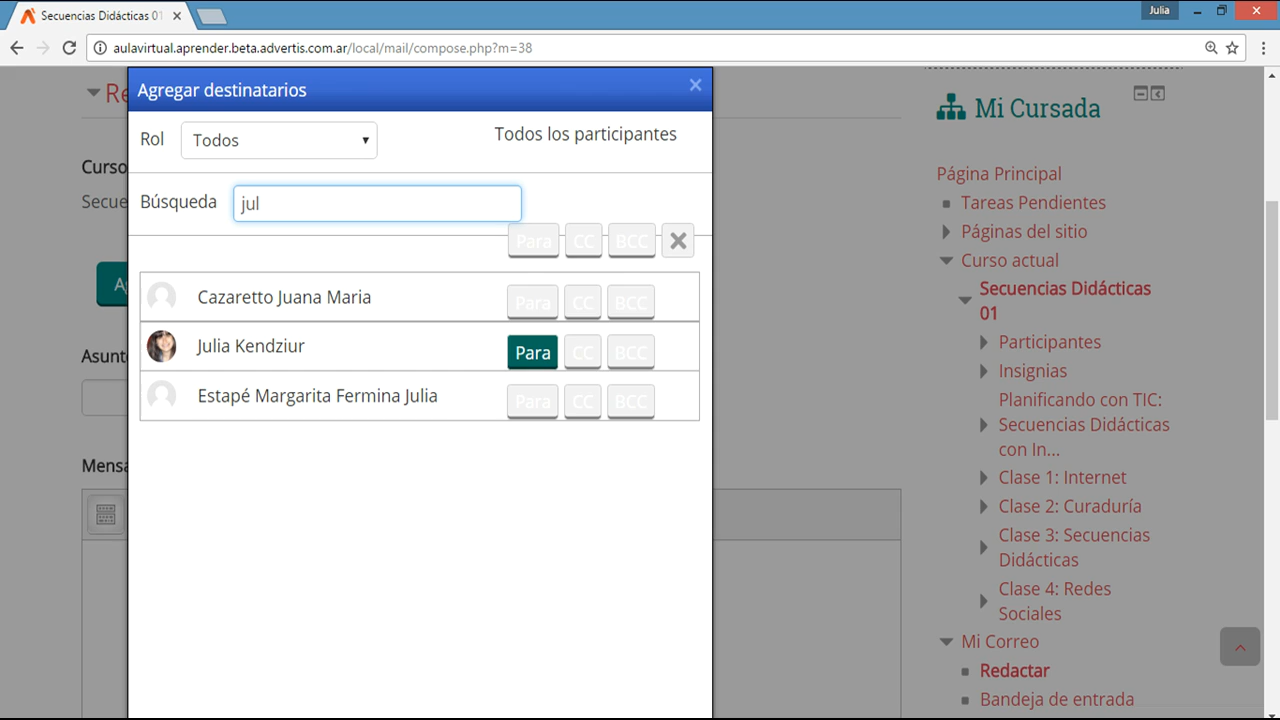 Secuencias Didácticas 01
Julia
aulavirtual.aprender.beta.advertis.com.ar/local/mail/compose.php?m=38
Re
Agregar destinatarios
Rol Todos Todos los participantes
Curso
Secue
Búsqueda jul
Para CC BCC
Cazaretto Juana Maria Para CC BCC
Julia Kendziur Para CC BCC
Estapé Margarita Fermina Julia Para CC BCC
A
Asunt
Mensa
Mi Cursada
Página Principal
Tareas Pendientes
Páginas del sitio
Curso actual
Secuencias Didácticas
01
Participantes
Insignias
Planificando con TIC:
Secuencias Didácticas
con In...
Clase 1: Internet
Clase 2: Curaduría
Clase 3: Secuencias
Didácticas
Clase 4: Redes
Sociales
Mi Correo
Redactar
Bandeja de entrada